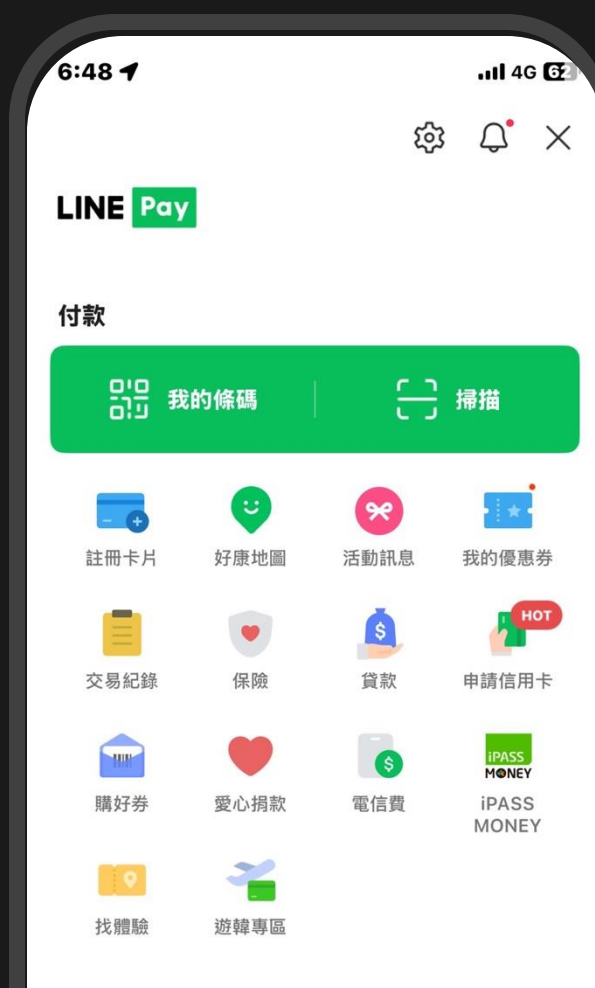 6:48
4G 62
LINE Pay
付款
我的條碼
掃描
註冊卡片
好康地圖
活動訊息
我的優惠券
HOT
交易紀錄
保險
貸款
申請信用卡
iPASS
MONEY
購好券
愛心捐款
電信費
iPASS
MONEY
找體驗
遊韓專區